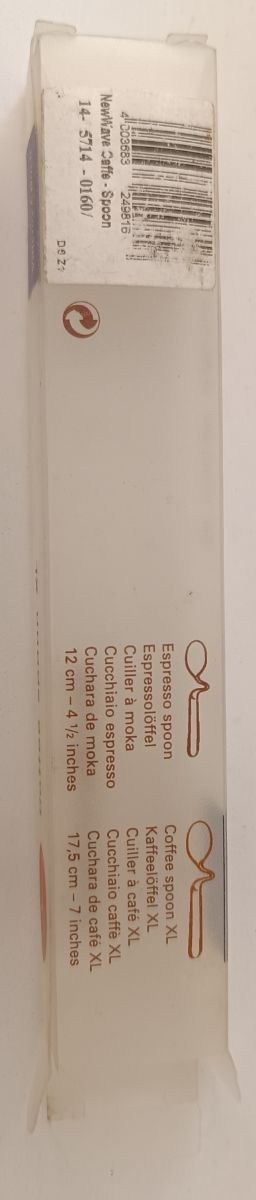 4 003683 249816
NewWave Caffe - Spoon
14- 5714 - 0160/
Espresso spoon
Espressolöffel
Cuiller à moka
Cucchiaio espresso
Cuchara de moka
12 cm – 4 1/2 inches
Coffee spoon XL
Kaffeelöffel XL
Cuiller à café XL
Cucchiaio caffè XL
Cuchara de café XL
17,5 cm – 7 inches